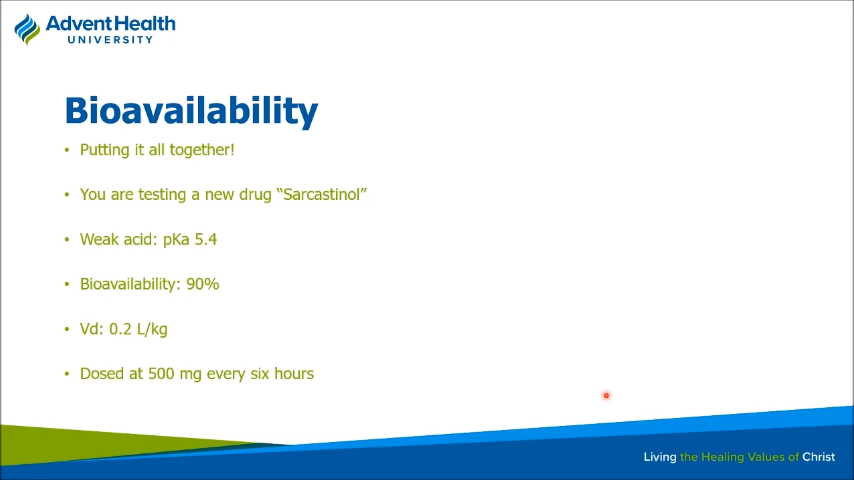 AdventHealth
UNIVERSITY
Bioavailability
• Putting it all together!
• You are testing a new drug “Sarcastinol”
• Weak acid: pKa 5.4
• Bioavailability: 90%
• Vd: 0.2 L/kg
• Dosed at 500 mg every six hours
Living the Healing Values of Christ